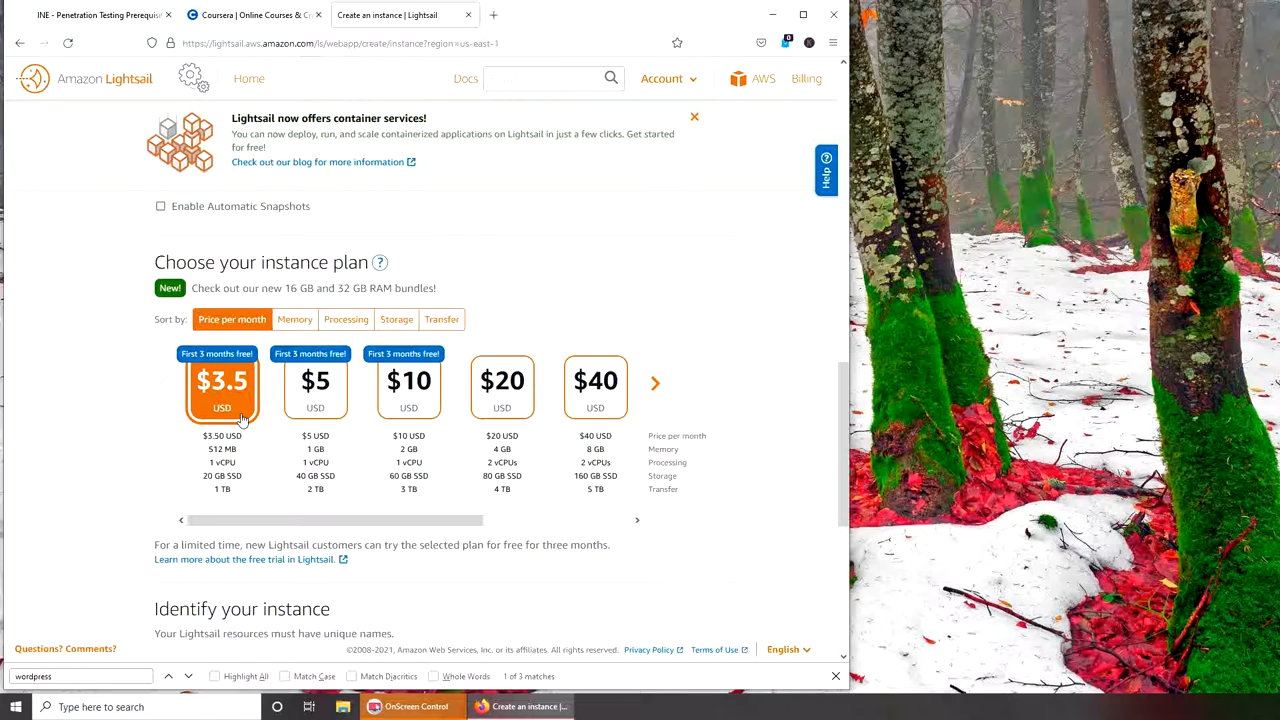 INE - Penetration Testing Prerequisit
Coursera | Online Courses & Cr
Create an instance | Lightsail
https://lightsail.aws.amazon.com/ls/webapp/create/instance?region=us-east-1
0
Amazon Lightsail
Home
Docs
Account
AWS
Billing
Lightsail now offers container services!
You can now deploy, run, and scale containerized applications on Lightsail in just a few clicks. Get started
for free!
Check out our blog for more information
? Help
Enable Automatic Snapshots
Choose your instance plan ?
New! Check out our new 16 GB and 32 GB RAM bundles!
Sort by: Price per month Memory Processing Storage Transfer
First 3 months free! First 3 months free! First 3 months free!
$3.5 $5 $10 $20 $40
USD USD USD USD USD
$3.50 USD $5 USD $10 USD $20 USD $40 USD Price per month
512 MB 1 GB 2 GB 4 GB 8 GB Memory
1 vCPU 1 vCPU 1 vCPU 2 vCPUs 2 vCPUs Processing
20 GB SSD 40 GB SSD 60 GB SSD 80 GB SSD 160 GB SSD Storage
1 TB 2 TB 3 TB 4 TB 5 TB Transfer
For a limited time, new Lightsail customers can try the selected plan for free for three months.
Learn more about the free trial in Lightsail.
Identify your instance
Your Lightsail resources must have unique names.
Questions? Comments?
©2008-2021, Amazon Web Services, Inc. or its affiliates. All rights reserved. Privacy Policy Terms of Use English
wordpress
Highlight All Match Case Match Diacritics Whole Words 1 of 3 matches
Type here to search
OnScreen Control
Create an instance |...